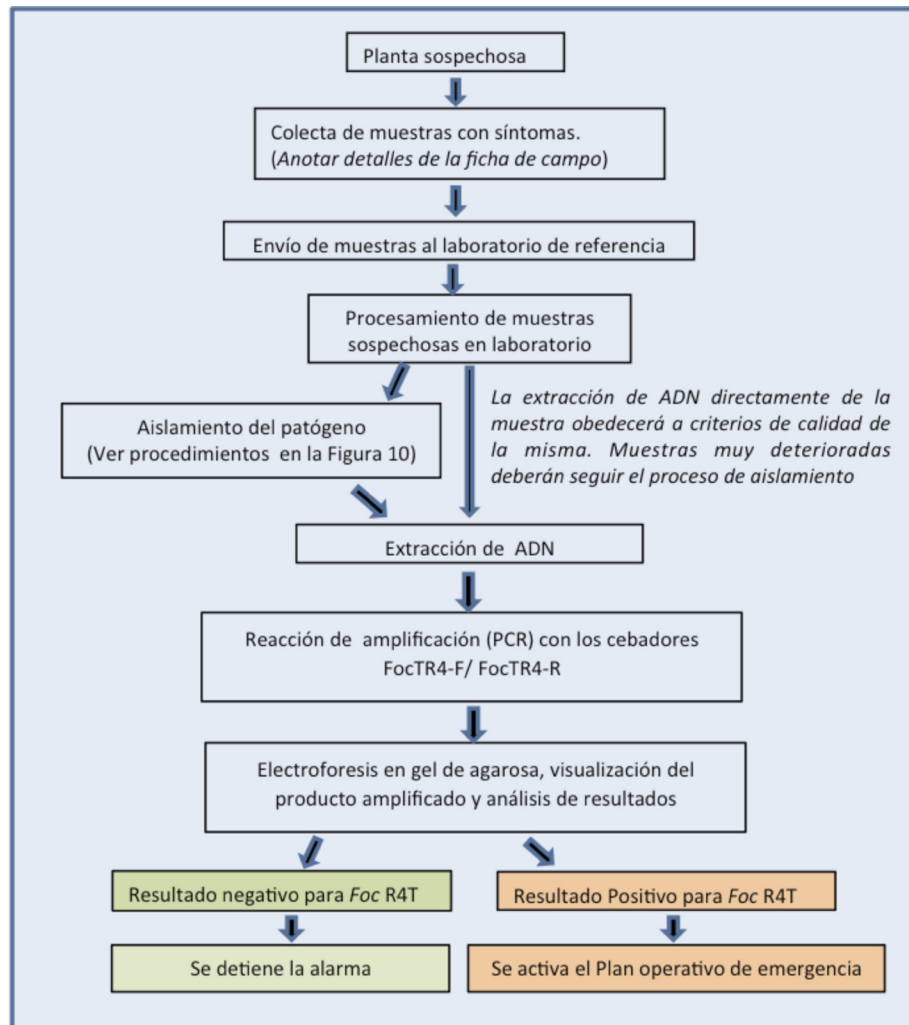 Planta sospechosa
Colecta de muestras con síntomas.
(Anotar detalles de la ficha de campo)
Envío de muestras al laboratorio de referencia
Procesamiento de muestras
sospechosas en laboratorio
Aislamiento del patógeno
(Ver procedimientos en la Figura 10)
La extracción de ADN directamente de la
muestra obedecerá a criterios de calidad de
la misma. Muestras muy deterioradas
deberán seguir el proceso de aislamiento
Extracción de ADN
Reacción de amplificación (PCR) con los cebadores
FocTR4-F/ FocTR4-R
Electroforesis en gel de agarosa, visualización del
producto amplificado y análisis de resultados
Resultado negativo para Foc R4T
Resultado Positivo para Foc R4T
Se detiene la alarma
Se activa el Plan operativo de emergencia